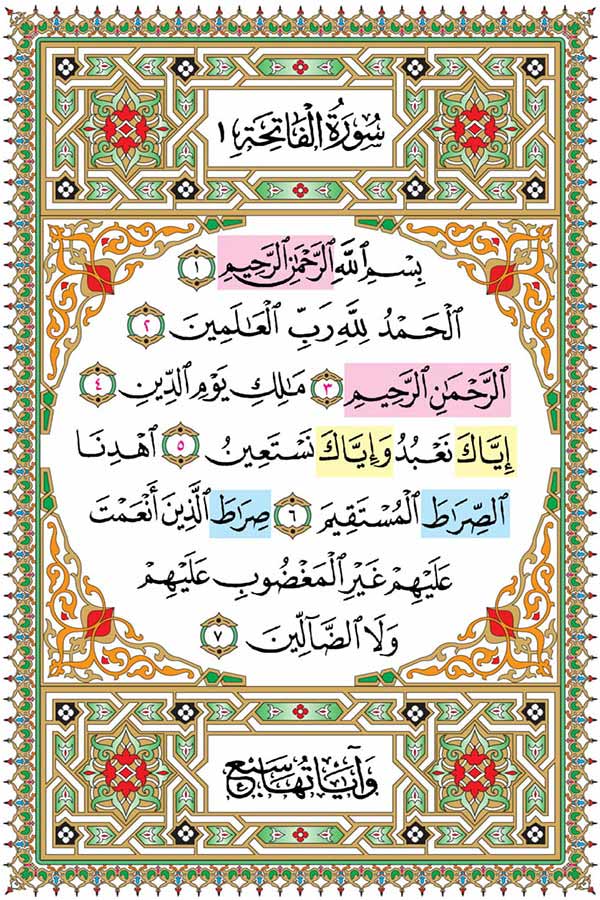 سُورَةُ الْفَاتِحَةِ ١
بِسْمِ ٱللَّهِ ٱلرَّحْمَٰنِ ٱلرَّحِيمِ ١
ٱلْحَمْدُ لِلَّهِ رَبِّ ٱلْعَٰلَمِينَ ٢
ٱلرَّحْمَٰنِ ٱلرَّحِيمِ ٣ مَٰلِكِ يَوْمِ ٱلدِّينِ ٤
إِيَّاكَ نَعْبُدُ وَإِيَّاكَ نَسْتَعِينُ ٥ ٱهْدِنَا
ٱلصِّرَٰطَ ٱلْمُسْتَقِيمَ ٦ صِرَٰطَ ٱلَّذِينَ أَنْعَمْتَ
عَلَيْهِمْ غَيْرِ ٱلْمَغْضُوبِ عَلَيْهِمْ
وَلَا ٱلضَّآلِّينَ ٧
وَآيَاتُهَا سَبْعٌ